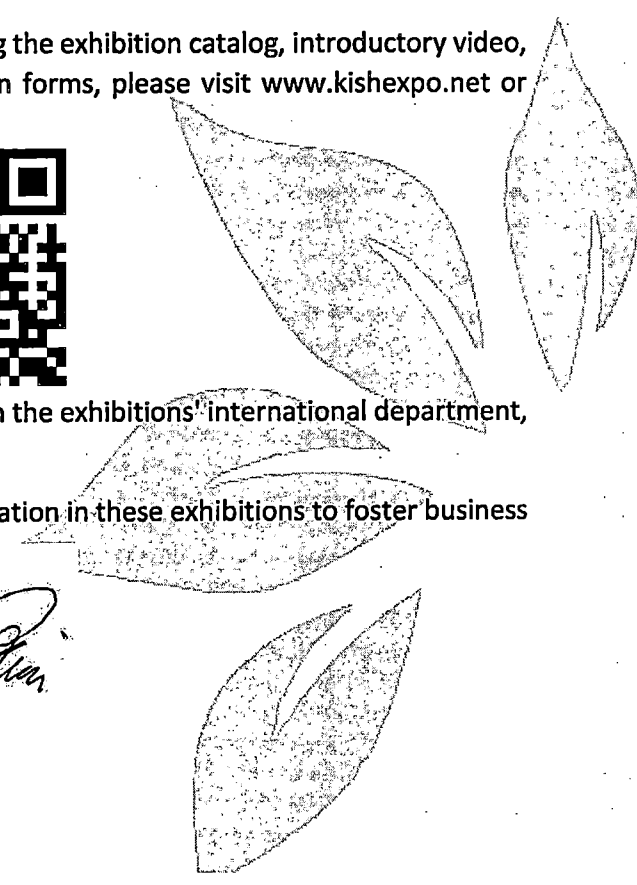 the exhibition catalog, introductory video,
forms, please visit www.kishexpo.net or
the exhibitions' international department,
in these exhibitions to foster business